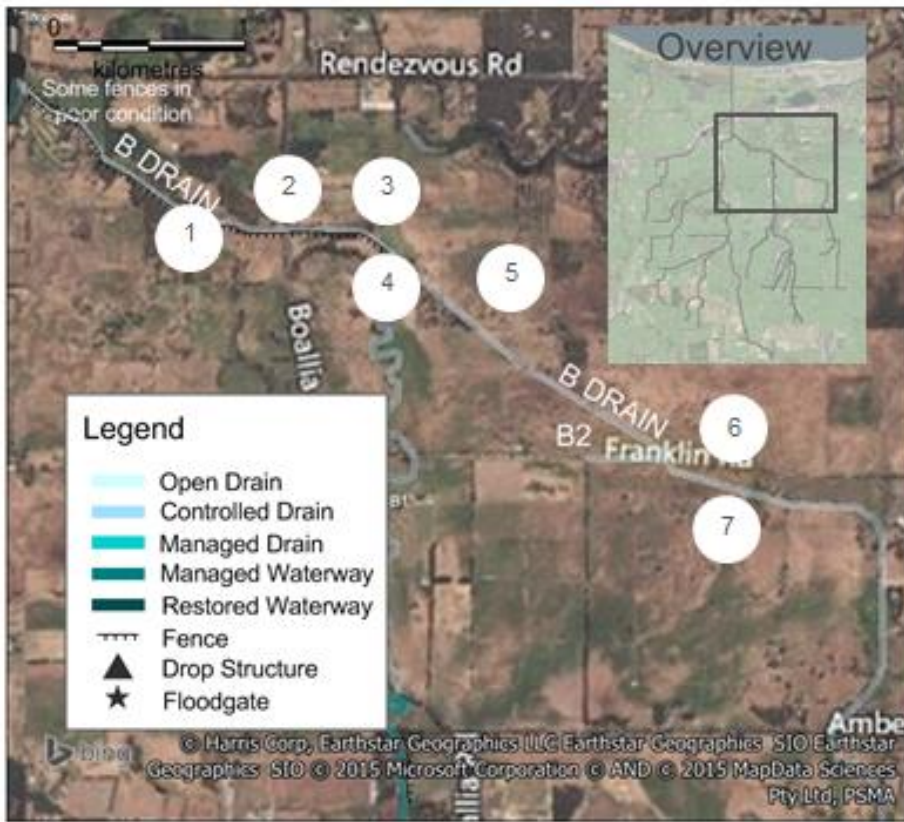 0 1
kilometres
Some fences in
poor condition
Rendezvous Rd
Overview
B DRAIN
1
2
3
4
5
Boallia
B DRAIN
6
B2
Franklin Rd
7
B1
Legend
Open Drain
Controlled Drain
Managed Drain
Managed Waterway
Restored Waterway
Fence
Drop Structure
Floodgate
Ambe
bing
© Harris Corp, Earthstar Geographics LLC Earthstar Geographics SIO Earthstar
Geographics SIO © 2015 Microsoft Corporation © AND © 2015 MapData Sciences
Pty Ltd, PSMA